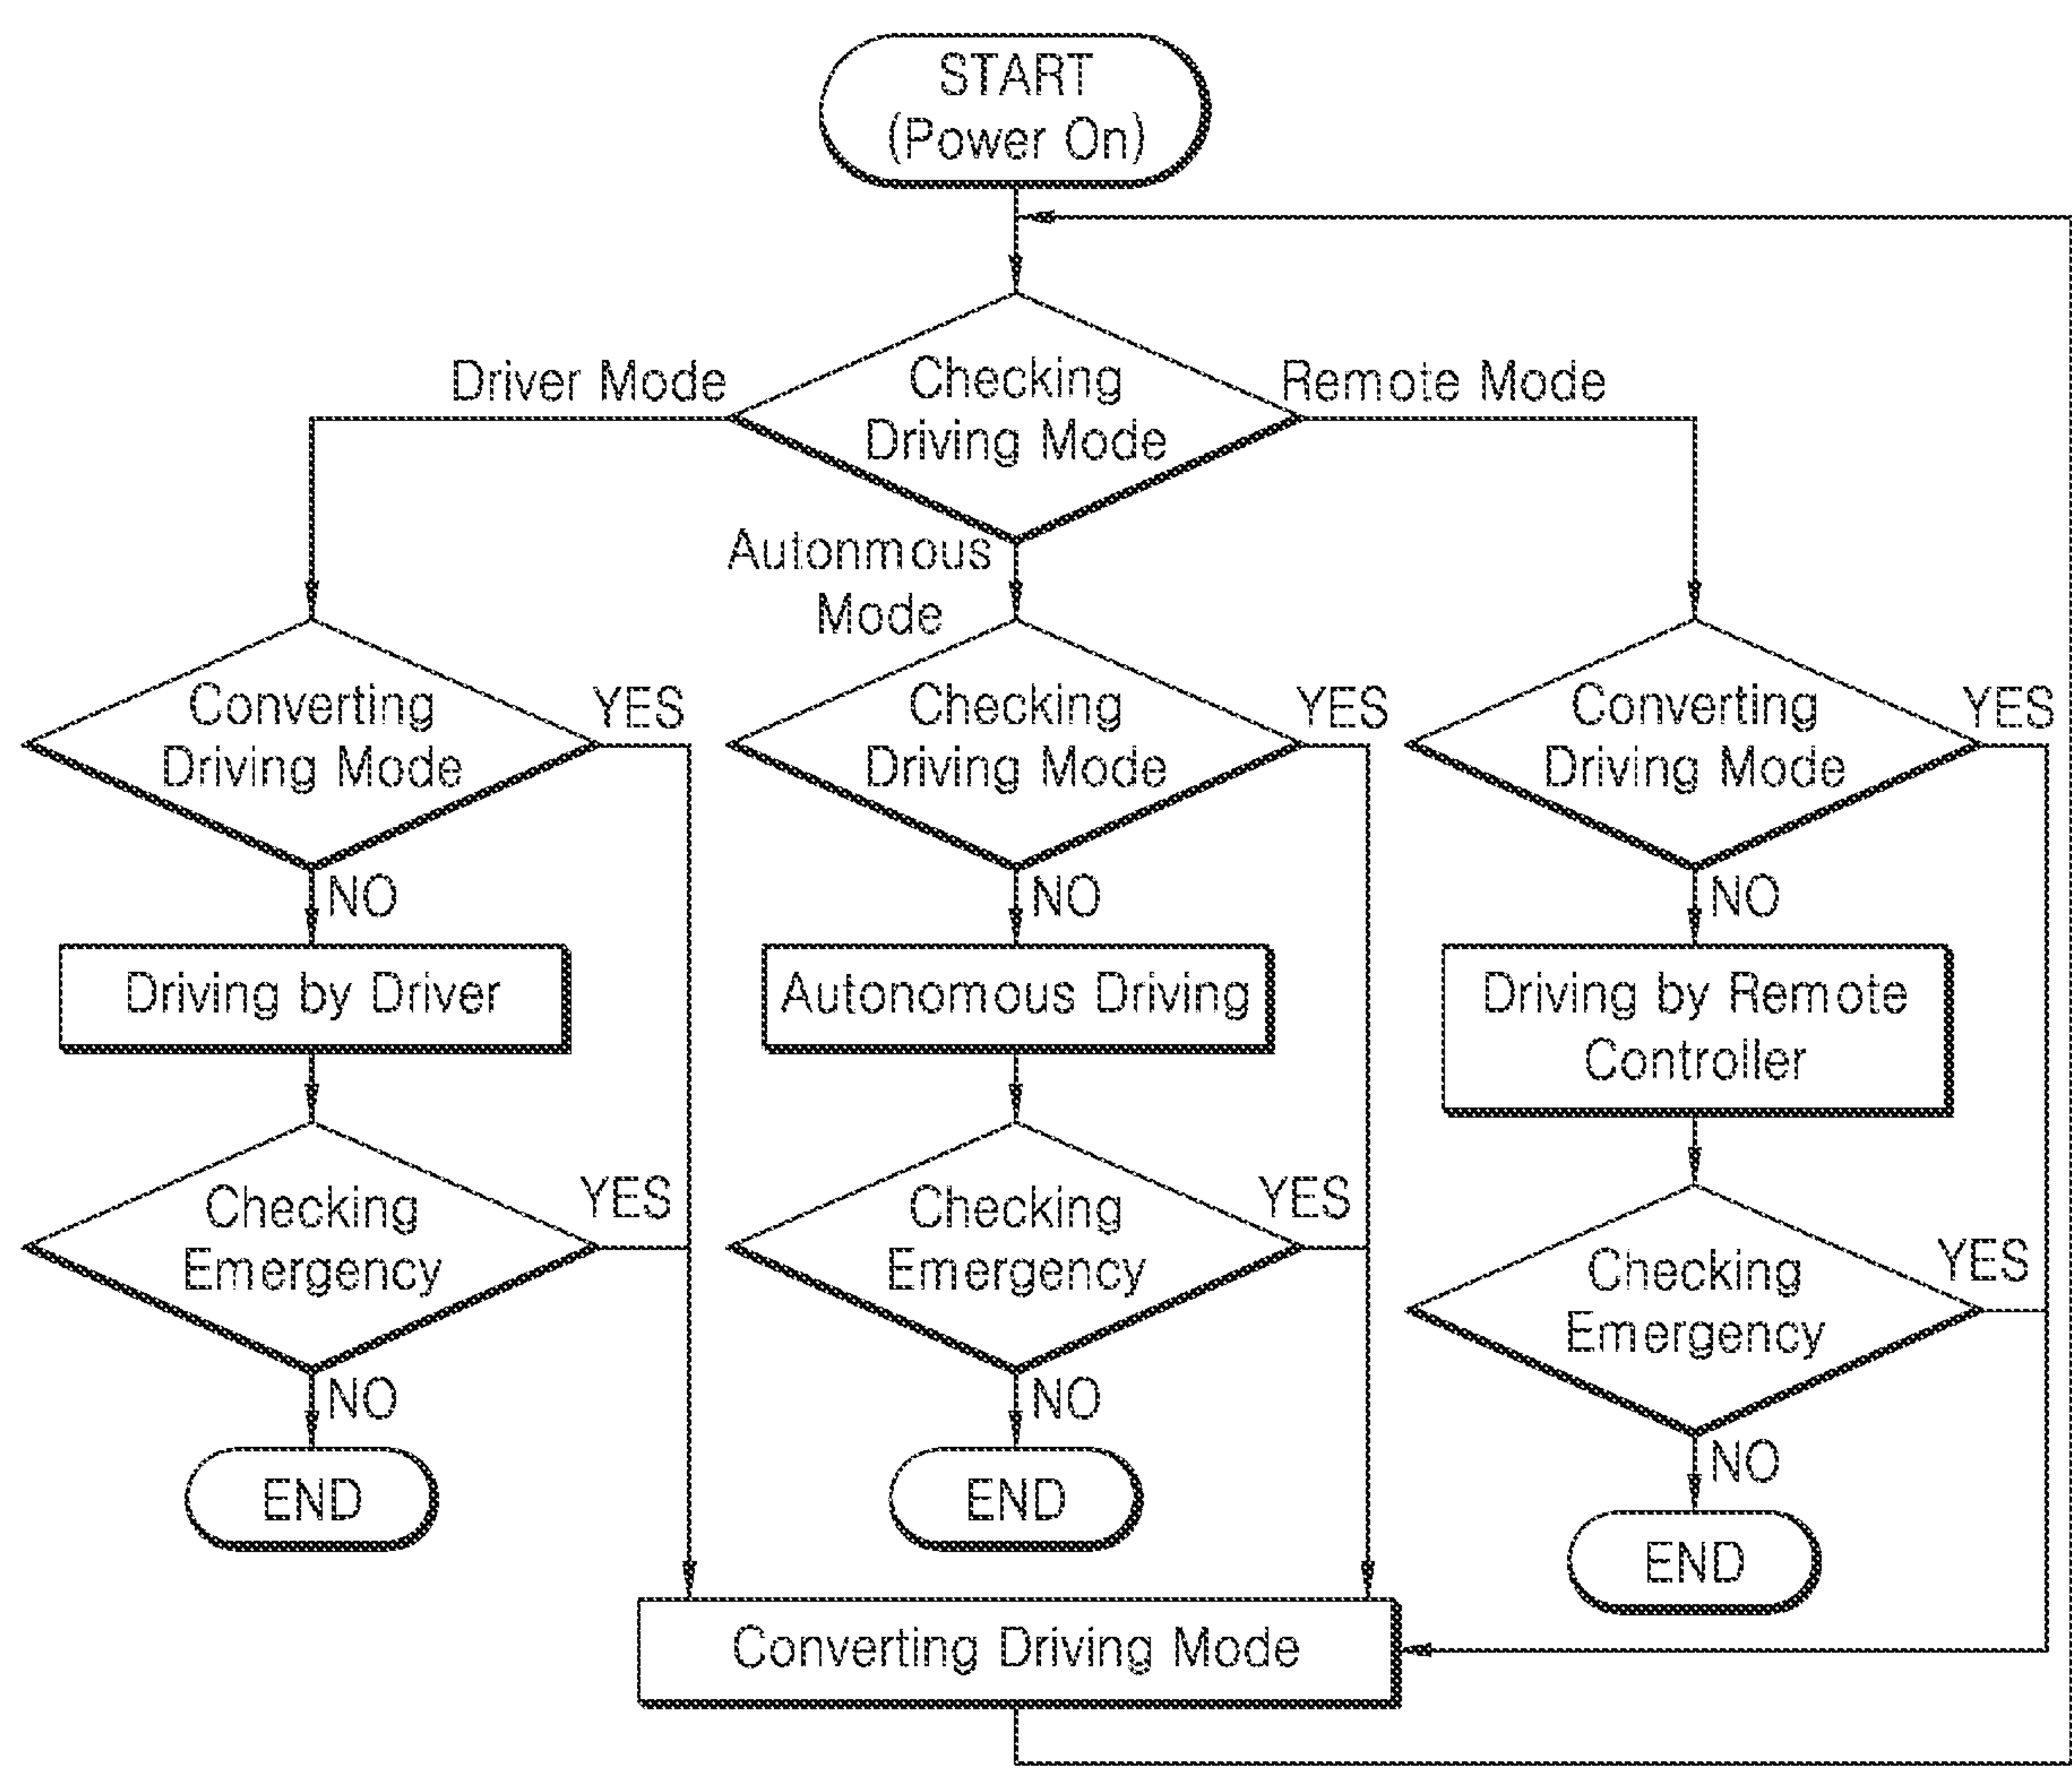 START
(Power On)
Driver Mode
Checking
Driving Mode
Remote Mode
Autonmous
Mode
Converting
Driving Mode
YES
Checking
Driving Mode
YES
Converting
Driving Mode
YES
NO
NO
NO
Driving by Driver
Autonomous Driving
Driving by Remote
Controller
Checking
Emergency
YES
Checking
Emergency
YES
Checking
Emergency
YES
NO
NO
NO
END
END
END
Converting Driving Mode